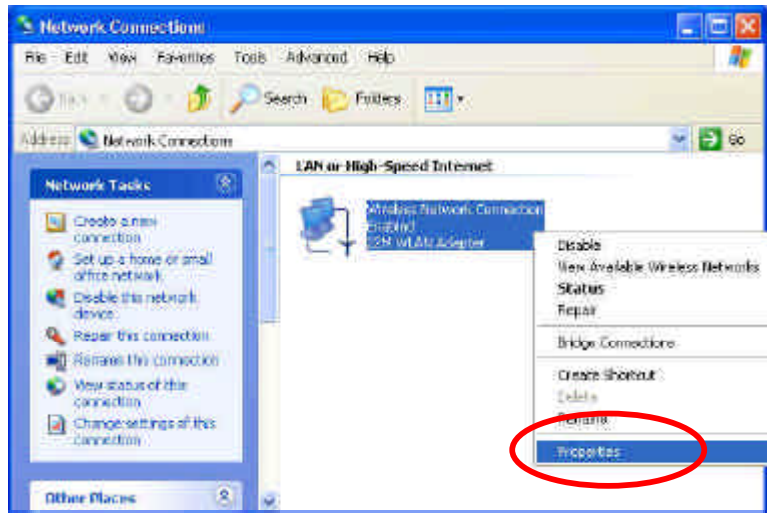 Network Connections
File Edit View Favorites Tools Advanced Help
Back Search Folders
Address Network Connections Go
LAN or High-Speed Internet
Network Tasks
Create a new
connection
Set up a home or small
office network
Disable this network
device
Repair this connection
Rename this connection
View status of this
connection
Change settings of this
connection
Other Places
Wireless Network Connection
Enabled
WLAN Adapter
Disable
View Available Wireless Networks
Status
Repair
Bridge Connections
Create Shortcut
Delete
Rename
Properties